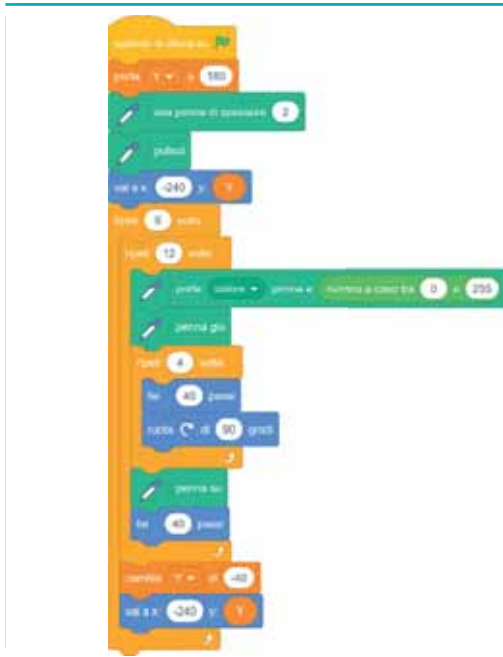 quando si clicca su
porta Y a 180
usa penna di spessore 2
pulisci
vai a x: -240 y: Y
ripeti 9 volte
ripeti 12 volte
porta colore penna a numero a caso tra 0 e 255
penna giù
ripeti 4 volte
fai 40 passi
ruota di 90 gradi
penna su
fai 40 passi
cambia Y di -40
vai a x: -240 y: Y